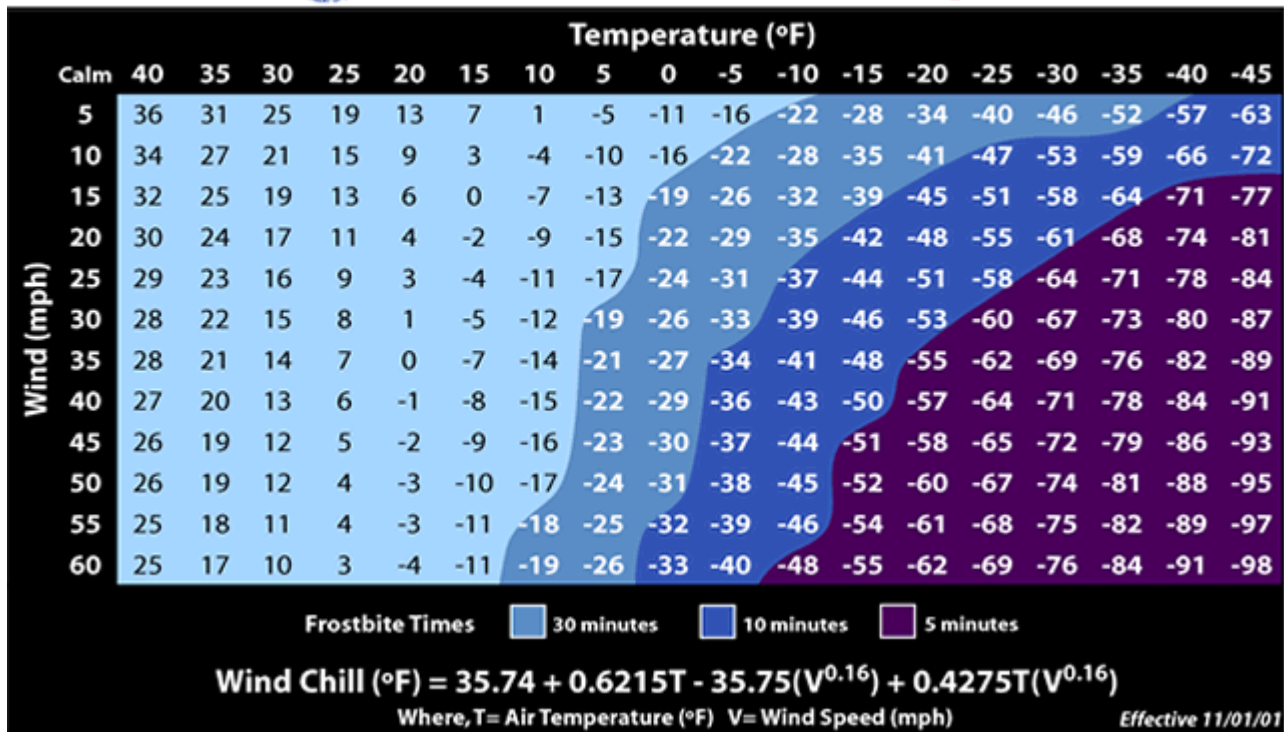 Temperature (ºF)
Calm 40 35 30 25 20 15 10 5 0 -5 -10 -15 -20 -25 -30 -35 -40 -45
5 36 31 25 19 13 7 1 -5 -11 -16 -22 -28 -34 -40 -46 -52 -57 -63
10 34 27 21 15 9 3 -4 -10 -16 -22 -28 -35 -41 -47 -53 -59 -66 -72
15 32 25 19 13 6 0 -7 -13 -19 -26 -32 -39 -45 -51 -58 -64 -71 -77
20 30 24 17 11 4 -2 -9 -15 -22 -29 -35 -42 -48 -55 -61 -68 -74 -81
25 29 23 16 9 3 -4 -11 -17 -24 -31 -37 -44 -51 -58 -64 -71 -78 -84
30 28 22 15 8 1 -5 -12 -19 -26 -33 -39 -46 -53 -60 -67 -73 -80 -87
35 28 21 14 7 0 -7 -14 -21 -27 -34 -41 -48 -55 -62 -69 -76 -82 -89
40 27 20 13 6 -1 -8 -15 -22 -29 -36 -43 -50 -57 -64 -71 -78 -84 -91
45 26 19 12 5 -2 -9 -16 -23 -30 -37 -44 -51 -58 -65 -72 -79 -86 -93
50 26 19 12 4 -3 -10 -17 -24 -31 -38 -45 -52 -60 -67 -74 -81 -88 -95
55 25 18 11 4 -3 -11 -18 -25 -32 -39 -46 -54 -61 -68 -75 -82 -89 -97
60 25 17 10 3 -4 -11 -19 -26 -33 -40 -48 -55 -62 -69 -76 -84 -91 -98
Wind (mph)
Frostbite Times 30 minutes 10 minutes 5 minutes
Wind Chill (ºF) = 35.74 + 0.6215T - 35.75(V^0.16) + 0.4275T(V^0.16)
Where, T= Air Temperature (ºF) V= Wind Speed (mph) Effective 11/01/01